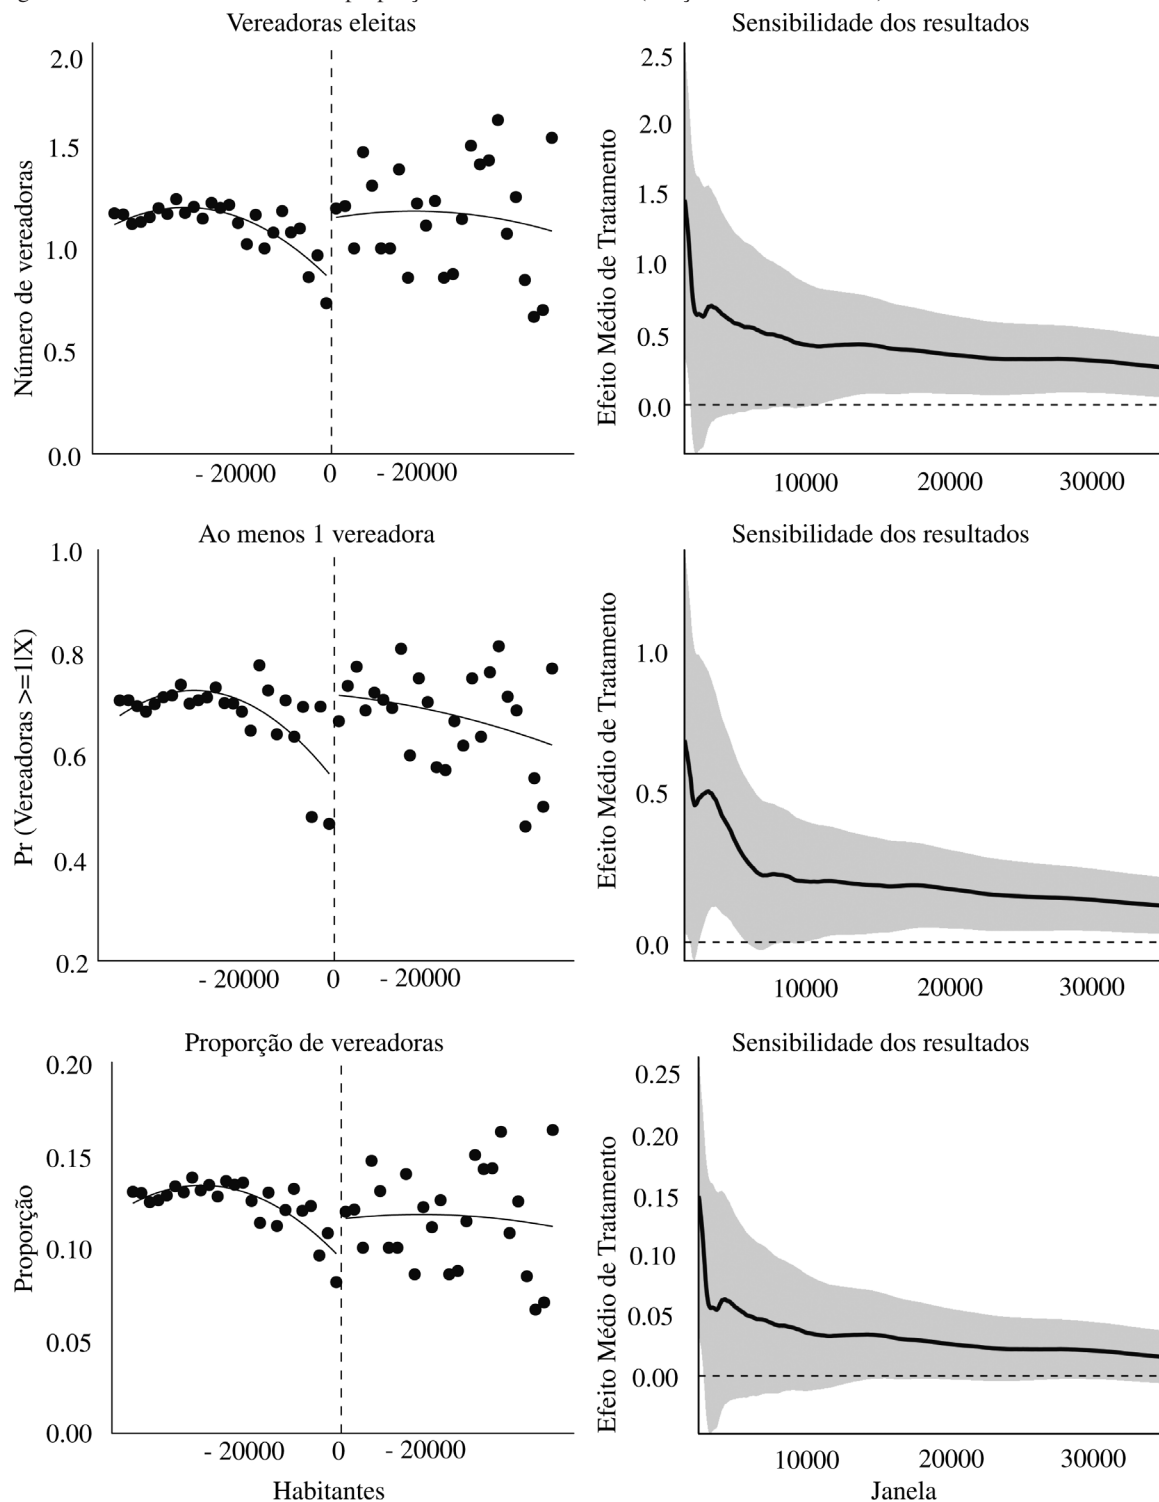 Vereadoras eleitas
Número de vereadoras
2.0
1.5
1.0
0.5
0.0
- 20000 0 - 20000
Sensibilidade dos resultados
Efeito Médio de Tratamento
2.5
2.0
1.5
1.0
0.5
0.0
10000 20000 30000
Ao menos 1 vereadora
Pr (Vereadoras >=1|X)
1.0
0.8
0.6
0.4
0.2
- 20000 0 - 20000
Sensibilidade dos resultados
Efeito Médio de Tratamento
1.0
0.5
0.0
10000 20000 30000
Proporção de vereadoras
Proporção
0.20
0.15
0.10
0.05
0.00
- 20000 0 - 20000
Habitantes
Sensibilidade dos resultados
Efeito Médio de Tratamento
0.25
0.20
0.15
0.10
0.05
0.00
10000 20000 30000
Janela